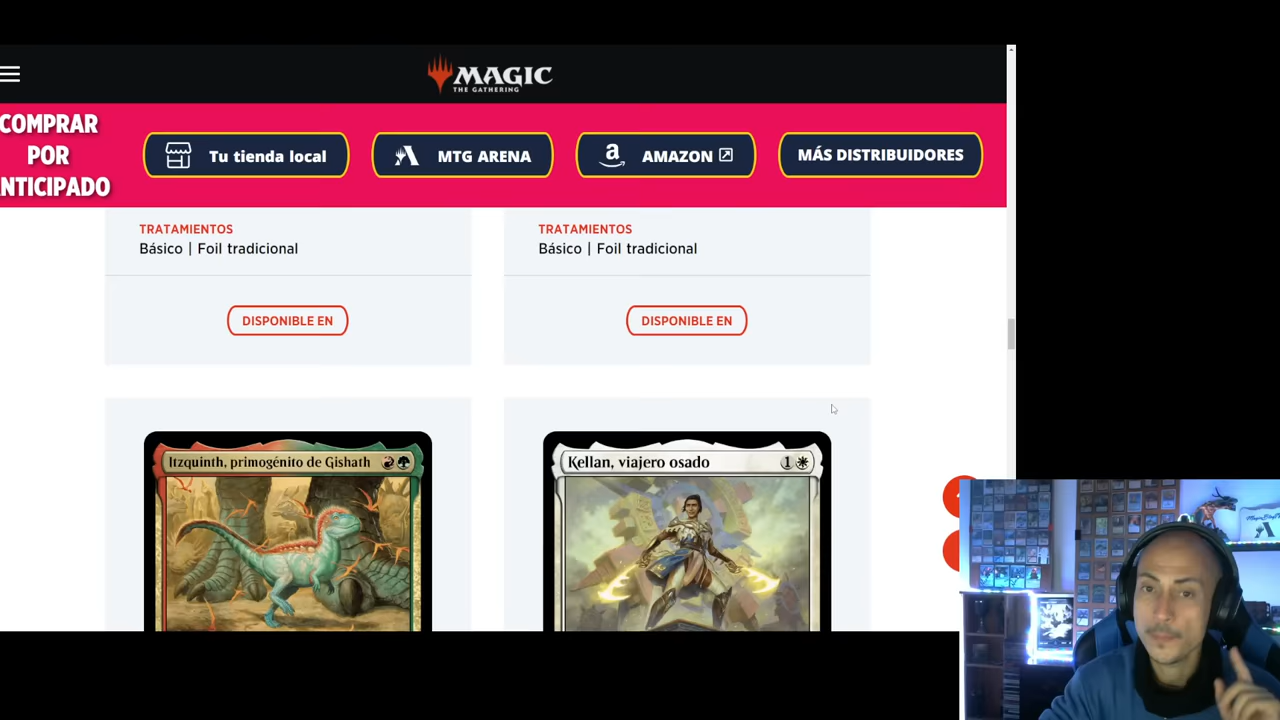 MAGIC
THE GATHERING
COMPRAR
POR
NTICIPADO
Tu tienda local
MTG ARENA
a AMAZON
MÁS DISTRIBUIDORES
TRATAMIENTOS
Básico | Foil tradicional
DISPONIBLE EN
TRATAMIENTOS
Básico | Foil tradicional
DISPONIBLE EN
Itzquinth, primogénito de Gishath
Kellan, viajero osado 1